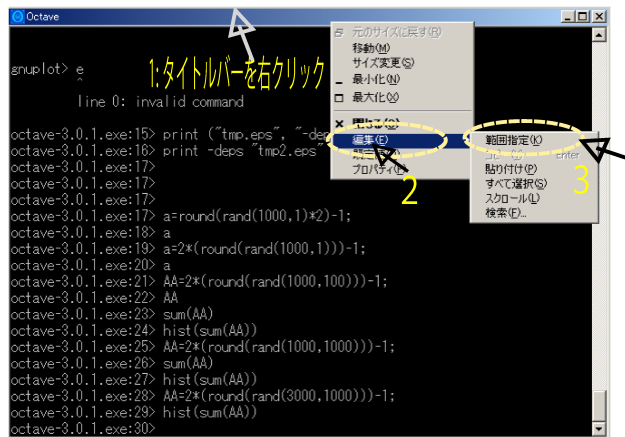 Octave
gnuplot> e
^
line 0: invalid command
1:タイトルバーを右クリック
元のサイズに戻す(R)
移動(M)
サイズ変更(S)
最小化(N)
最大化(X)
閉じる(C)
編集(E)
プロパティ(P)
2
範囲指定(K)
Enter
貼り付け(P)
すべて選択(S)
スクロール(L)
検索(F)...
3
octave-3.0.1.exe:15> print ("tmp.eps", "-dep
octave-3.0.1.exe:16> print -deps "tmp2.eps"
octave-3.0.1.exe:17>
octave-3.0.1.exe:17>
octave-3.0.1.exe:17>
octave-3.0.1.exe:17> a=round(rand(1000,1)*2)-1;
octave-3.0.1.exe:18> a
octave-3.0.1.exe:19> a=2*(round(rand(1000,1)))-1;
octave-3.0.1.exe:20> a
octave-3.0.1.exe:21> AA=2*(round(rand(1000,100)))-1;
octave-3.0.1.exe:22> AA
octave-3.0.1.exe:23> sum(AA)
octave-3.0.1.exe:24> hist(sum(AA))
octave-3.0.1.exe:25> AA=2*(round(rand(1000,1000)))-1;
octave-3.0.1.exe:26> sum(AA)
octave-3.0.1.exe:27> hist(sum(AA))
octave-3.0.1.exe:28> AA=2*(round(rand(3000,1000)))-1;
octave-3.0.1.exe:29> hist(sum(AA))
octave-3.0.1.exe:30>